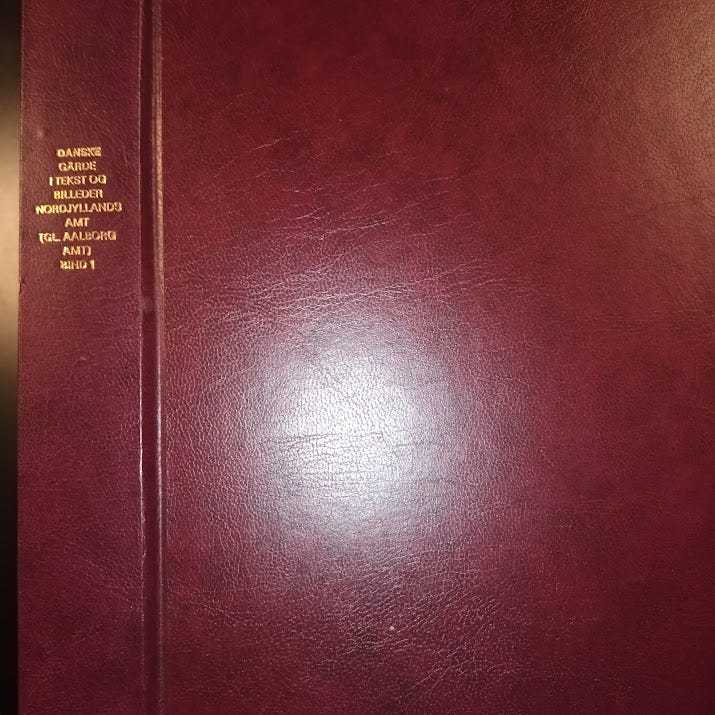 DANSKE
GÅRDE
I TEKST OG
BILLEDER
NORDJYLLANDS
AMT
(GL. AALBORG
AMT)
BIND 1